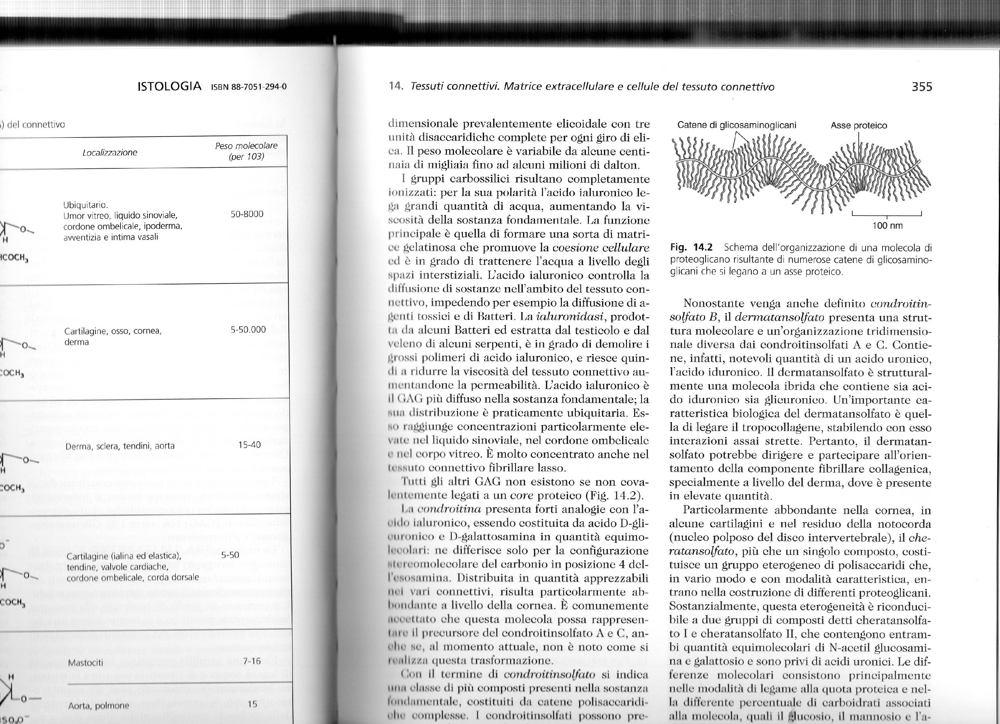 ISTOLOGIA ISBN 88-7051-294-0
) del connettivo
Localizzazione
Peso molecolare
(per 103)
Ubiquitario.
Umor vitreo, liquido sinoviale,
cordone ombelicale, ipoderma,
avventizia e intima vasali
50-8000
O
H
HCOCH3
Cartilagine, osso, cornea,
derma
5-50.000
O
H
COCH3
Derma, sclera, tendini, aorta
15-40
O
H
COCH3
Cartilagine (ialina ed elastica),
tendine, valvole cardiache,
cordone ombelicale, corda dorsale
5-50
O
H
COCH3
Mastociti
7-16
H
O
Aorta, polmone
15
14. Tessuti connettivi. Matrice extracellulare e cellule del tessuto connettivo
355
dimensionale prevalentemente elicoidale con tre
unità disaccaridiche complete per ogni giro di eli-
ca. Il peso molecolare è variabile da alcune centi-
naia di migliaia fino ad alcuni milioni di dalton.
I gruppi carbossilici risultano completamente
ionizzati: per la sua polarità l'acido ialuronico le-
ga grandi quantità di acqua, aumentando la vi-
scosità della sostanza fondamentale. La funzione
principale è quella di formare una sorta di matri-
ce gelatinosa che promuove la coesione cellulare
ed è in grado di trattenere l'acqua a livello degli
spazi interstiziali. L'acido ialuronico controlla la
diffusione di sostanze nell'ambito del tessuto con-
nettivo, impedendo per esempio la diffusione di a-
genti tossici e di Batteri. La ialuronidasi, prodot-
ta da alcuni Batteri ed estratta dal testicolo e dal
veleno di alcuni serpenti, è in grado di demolire i
grossi polimeri di acido ialuronico, e riesce quin-
di a ridurre la viscosità del tessuto connettivo au-
mentandone la permeabilità. L'acido ialuronico è
il GAG più diffuso nella sostanza fondamentale; la
sua distribuzione è praticamente ubiquitaria. Es-
so raggiunge concentrazioni particolarmente ele-
vate nel liquido sinoviale, nel cordone ombelicale
e nel corpo vitreo. È molto concentrato anche nel
tessuto connettivo fibrillare lasso.
Tutti gli altri GAG non esistono se non cova-
lentemente legati a un core proteico (Fig. 14.2).
La condroitina presenta forti analogie con l'a-
cido ialuronico, essendo costituita da acido D-gli-
curonico e D-galattosamina in quantità equimo-
lecolari: ne differisce solo per la configurazione
stereomolecolare del carbonio in posizione 4 del-
l'esosamina. Distribuita in quantità apprezzabili
nei vari connettivi, risulta particolarmente ab-
bondante a livello della cornea. È comunemente
accettato che questa molecola possa rappresen-
tare il precursore del condroitinsolfato A e C, an-
che se, al momento attuale, non è noto come si
realizza questa trasformazione.
Con il termine di condroitinsolfato si indica
una classe di più composti presenti nella sostanza
fondamentale, costituiti da catene polisaccaridi-
che complesse. I condroitinsolfati possono pre-
Catene di glicosaminoglicani
Asse proteico
100 nm
Fig. 14.2 Schema dell'organizzazione di una molecola di
proteoglicano risultante di numerose catene di glicosamino-
glicani che si legano a un asse proteico.
Nonostante venga anche definito condroitin-
solfato B, il dermatansolfato presenta una strut-
tura molecolare e un'organizzazione tridimensio-
nale diversa dai condroitinsolfati A e C. Contie-
ne, infatti, notevoli quantità di un acido uronico,
l'acido iduronico. Il dermatansolfato è struttural-
mente una molecola ibrida che contiene sia aci-
do iduronico sia glicuronico. Un'importante ca-
ratteristica biologica del dermatansolfato è quel-
la di legare il tropocollagene, stabilendo con esso
interazioni assai strette. Pertanto, il dermatan-
solfato potrebbe dirigere e partecipare all'orien-
tamento della componente fibrillare collagenica,
specialmente a livello del derma, dove è presente
in elevate quantità.
Particolarmente abbondante nella cornea, in
alcune cartilagini e nel residuo della notocorda
(nucleo polposo del disco intervertebrale), il che-
ratansolfato, più che un singolo composto, costi-
tuisce un gruppo eterogeneo di polisaccaridi che,
in vario modo e con modalità caratteristica, en-
trano nella costruzione di differenti proteoglicani.
Sostanzialmente, questa eterogeneità è riconduci-
bile a due gruppi di composti detti cheratansolfa-
to I e cheratansolfato II, che contengono entram-
bi quantità equimolecolari di N-acetil glucosami-
na e galattosio e sono privi di acidi uronici. Le dif-
ferenze molecolari consistono principalmente
nelle modalità di legame alla quota proteica e nel-
la differente percentuale di carboidrati associati
alla molecola, quali il glucosio, il mannosio e l'a-